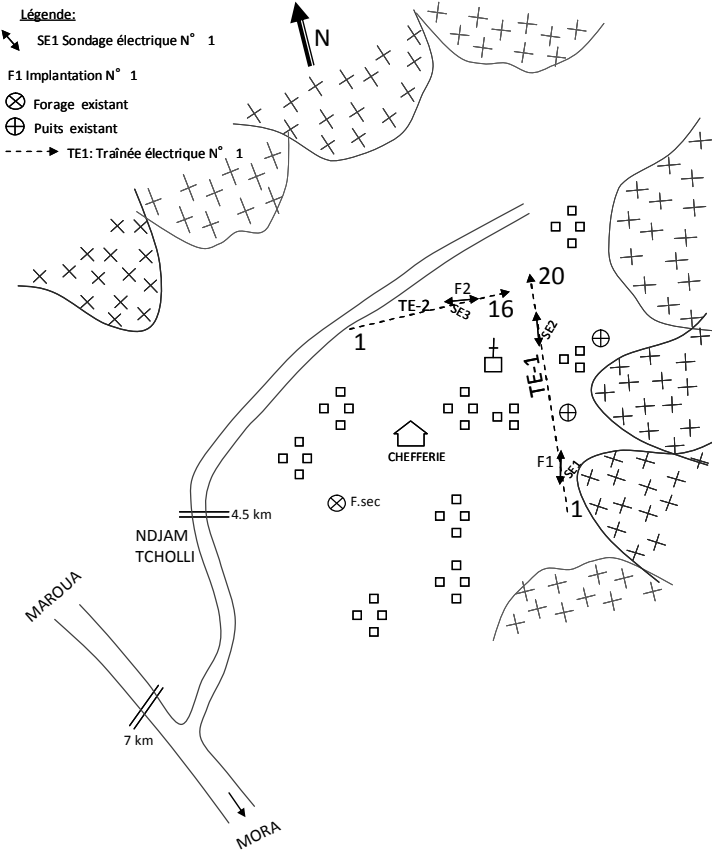 Légende:
SE1 Sondage électrique N° 1
F1 Implantation N° 1
Forage existant
Puits existant
TE1: Traînée électrique N° 1
N
20
F2
TE-2
SE3
16
1
SE2
TE-1
CHEFFERIE
F1
SE1
F.sec
1
4.5 km
NDJAM
TCHOLLI
MAROUA
7 km
MORA